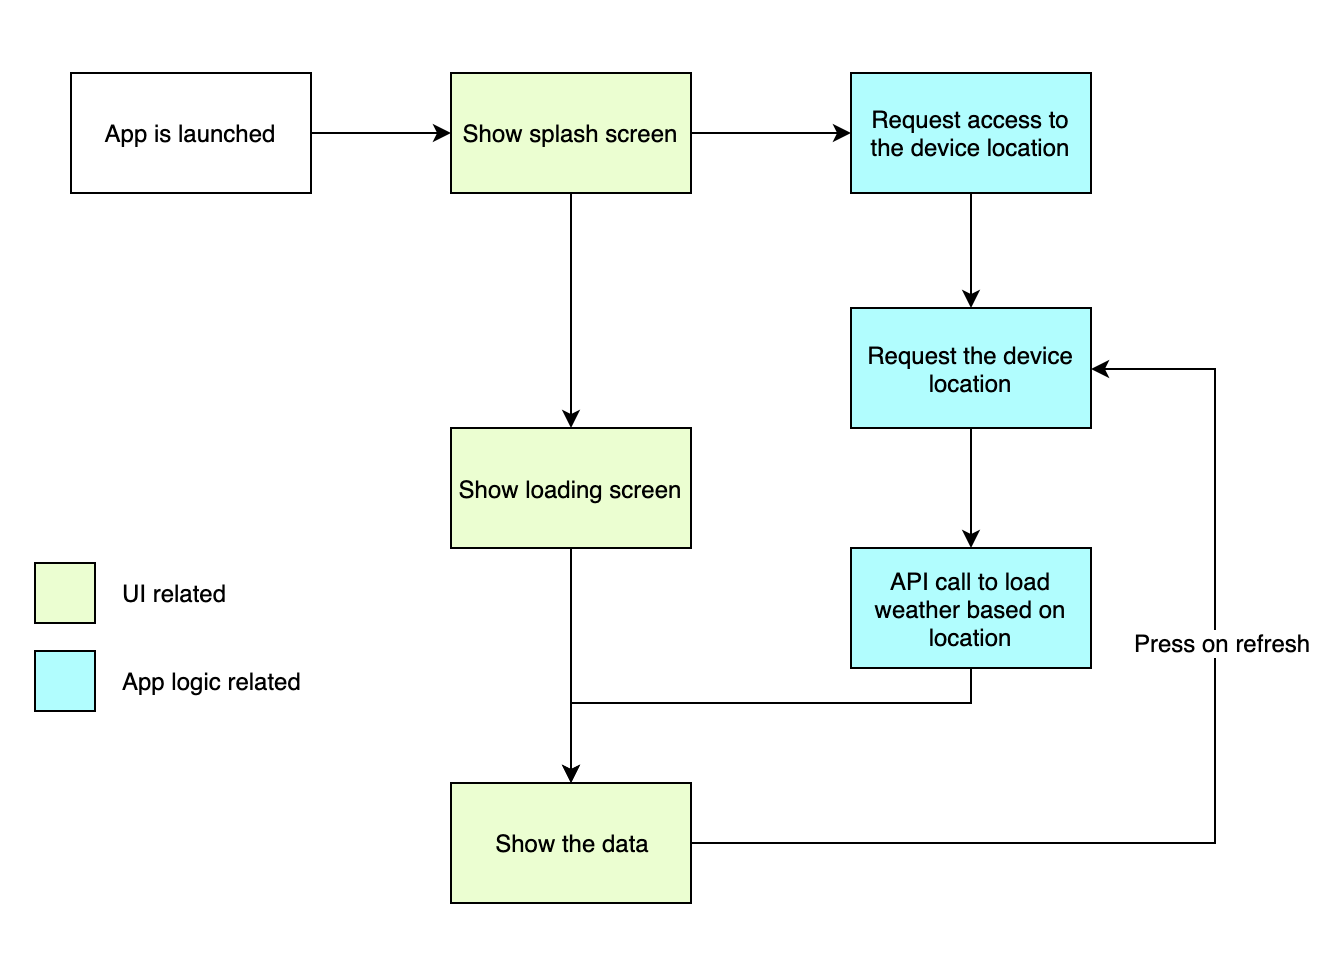 App is launched
Show splash screen
Request access to
the device location
Request the device
location
Show loading screen
API call to load
weather based on
location
UI related
App logic related
Press on refresh
Show the data